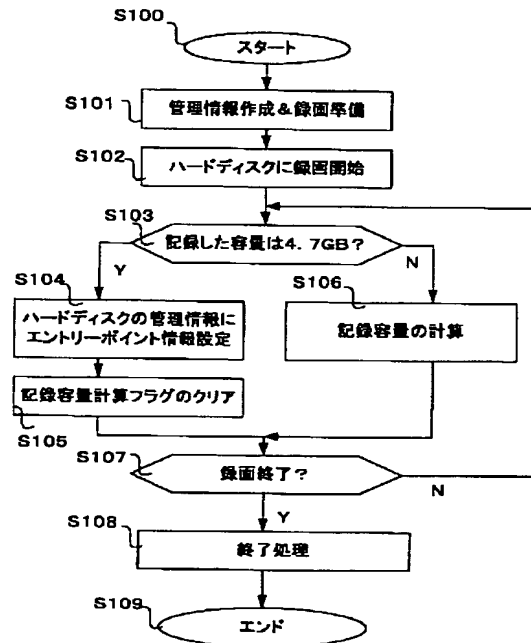 S100
スタート
S101
管理情報作成&録画準備
S102
ハードディスクに録画開始
S103
記録した容量は4.7GB?
Y
N
S104
ハードディスクの管理情報に
エントリーポイント情報設定
S106
記録容量の計算
記録容量計算フラグのクリア
S105
S107
録画終了?
N
Y
S108
終了処理
S109
エンド